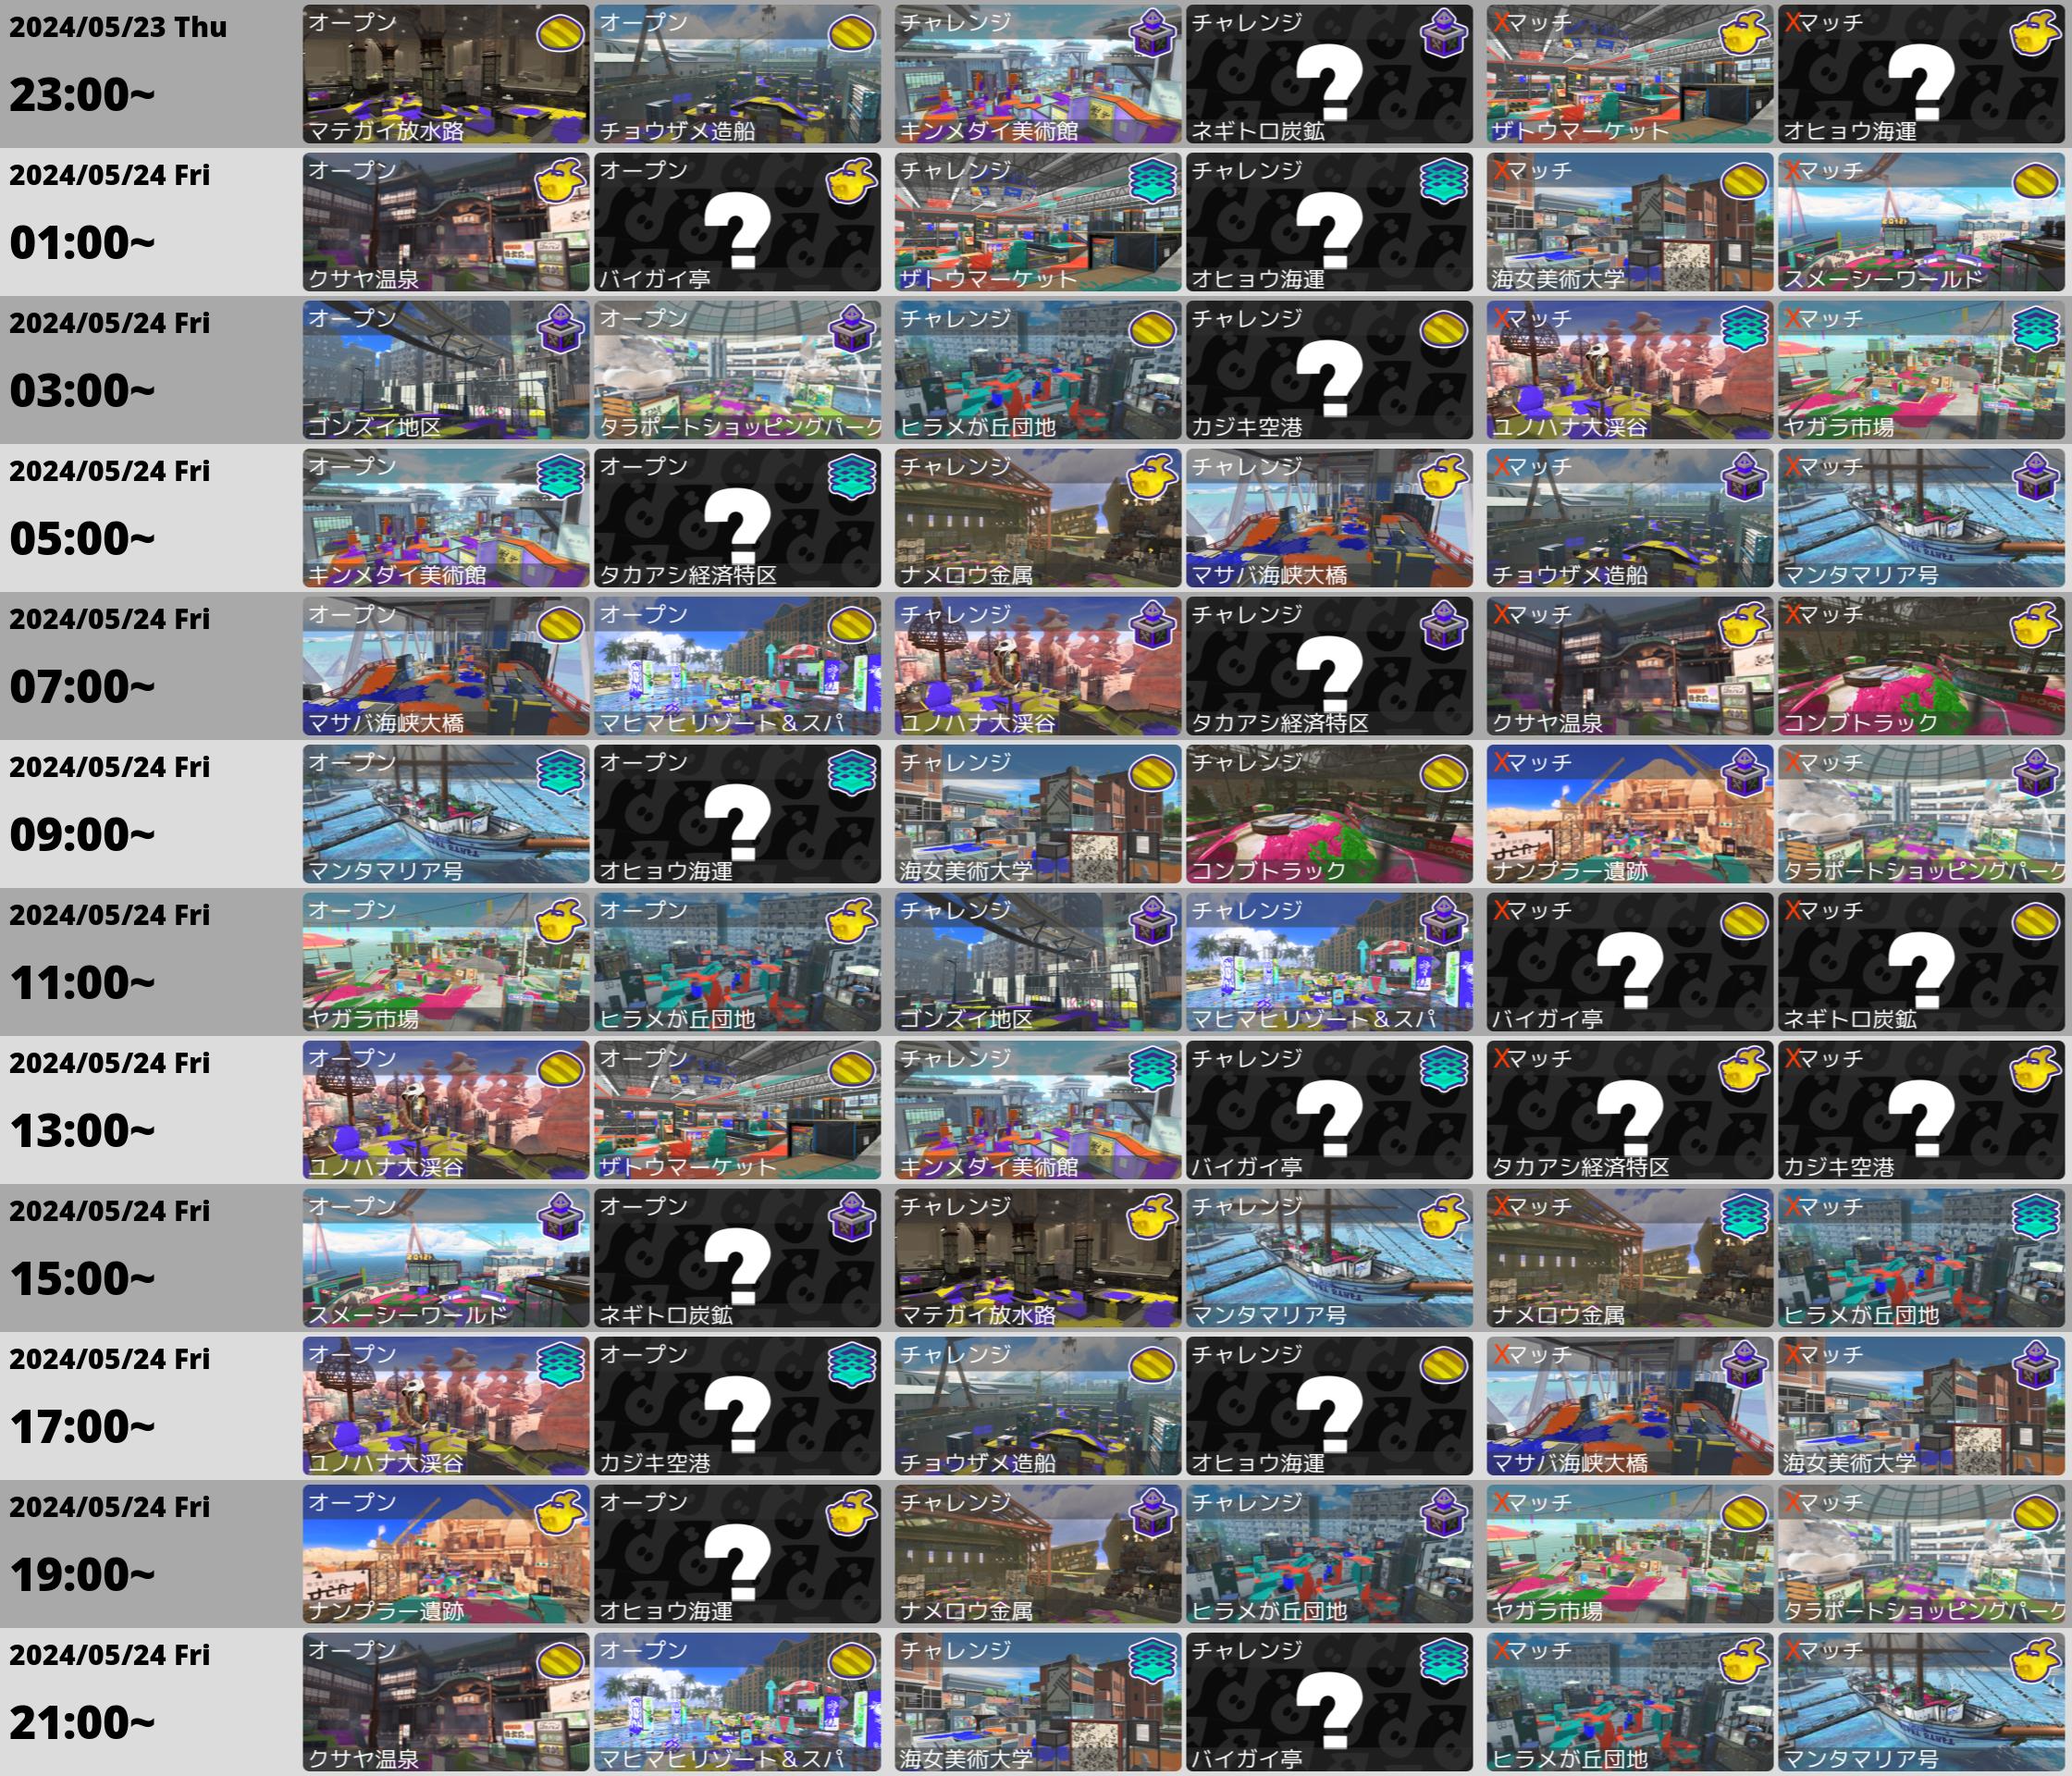 2024/05/23 Thu
23:00~
オープン オープン チャレンジ チャレンジ Xマッチ Xマッチ
マテガイ放水路 チョウザメ造船 キンメダイ美術館 ネギトロ炭鉱 ザトウマーケット オヒョウ海運
2024/05/24 Fri
01:00~
オープン オープン チャレンジ チャレンジ Xマッチ Xマッチ
クサヤ温泉 バイガイ亭 ザトウマーケット オヒョウ海運 海女美術大学 スメーシーワールド
2024/05/24 Fri
03:00~
オープン オープン チャレンジ チャレンジ Xマッチ Xマッチ
ゴンズイ地区 タラポートショッピングパーク ヒラメが丘団地 カジキ空港 ユノハナ大渓谷 ヤガラ市場
2024/05/24 Fri
05:00~
オープン オープン チャレンジ チャレンジ Xマッチ Xマッチ
キンメダイ美術館 タカアシ経済特区 ナメロウ金属 マサバ海峡大橋 チョウザメ造船 マンタマリア号
2024/05/24 Fri
07:00~
オープン オープン チャレンジ チャレンジ Xマッチ Xマッチ
マサバ海峡大橋 マヒマヒリゾート＆スパ ユノハナ大渓谷 タカアシ経済特区 クサヤ温泉 コンブトラック
2024/05/24 Fri
09:00~
オープン オープン チャレンジ チャレンジ Xマッチ Xマッチ
マンタマリア号 オヒョウ海運 海女美術大学 コンブトラック ナンプラー遺跡 タラポートショッピングパーク
2024/05/24 Fri
11:00~
オープン オープン チャレンジ チャレンジ Xマッチ Xマッチ
ヤガラ市場 ヒラメが丘団地 ゴンズイ地区 マヒマヒリゾート＆スパ バイガイ亭 ネギトロ炭鉱
2024/05/24 Fri
13:00~
オープン オープン チャレンジ チャレンジ Xマッチ Xマッチ
ユノハナ大渓谷 ザトウマーケット キンメダイ美術館 バイガイ亭 タカアシ経済特区 カジキ空港
2024/05/24 Fri
15:00~
オープン オープン チャレンジ チャレンジ Xマッチ Xマッチ
スメーシーワールド ネギトロ炭鉱 マテガイ放水路 マンタマリア号 ナメロウ金属 ヒラメが丘団地
2024/05/24 Fri
17:00~
オープン オープン チャレンジ チャレンジ Xマッチ Xマッチ
ユノハナ大渓谷 カジキ空港 チョウザメ造船 オヒョウ海運 マサバ海峡大橋 海女美術大学
2024/05/24 Fri
19:00~
オープン オープン チャレンジ チャレンジ Xマッチ Xマッチ
ナンプラー遺跡 オヒョウ海運 ナメロウ金属 ヒラメが丘団地 ヤガラ市場 タラポートショッピングパーク
2024/05/24 Fri
21:00~
オープン オープン チャレンジ チャレンジ Xマッチ Xマッチ
クサヤ温泉 マヒマヒリゾート＆スパ 海女美術大学 バイガイ亭 ヒラメが丘団地 マンタマリア号